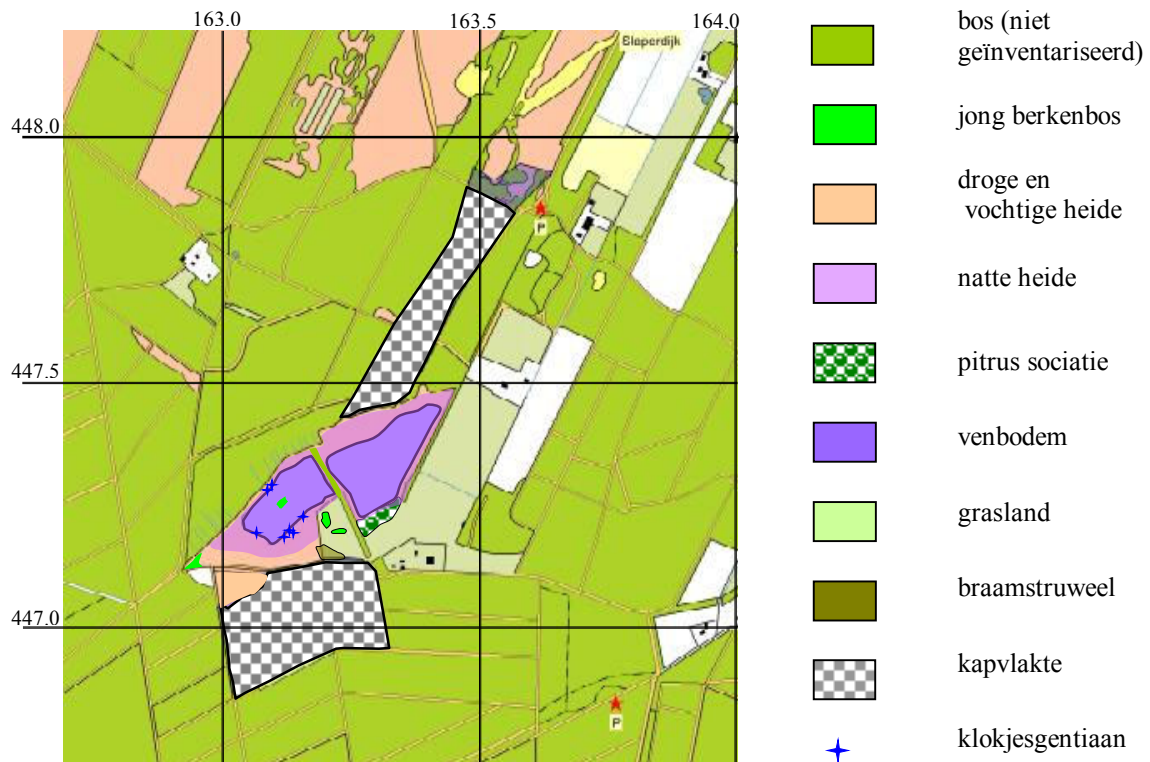 163.0
163.5
164.0
Slaperdijk
448.0
P
447.5
447.0
P
bos (niet
geïnventariseerd)
jong berkenbos
droge en
vochtige heide
natte heide
pitrus sociatie
venbodem
grasland
braamstruweel
kapvlakte
klokjesgentiaan